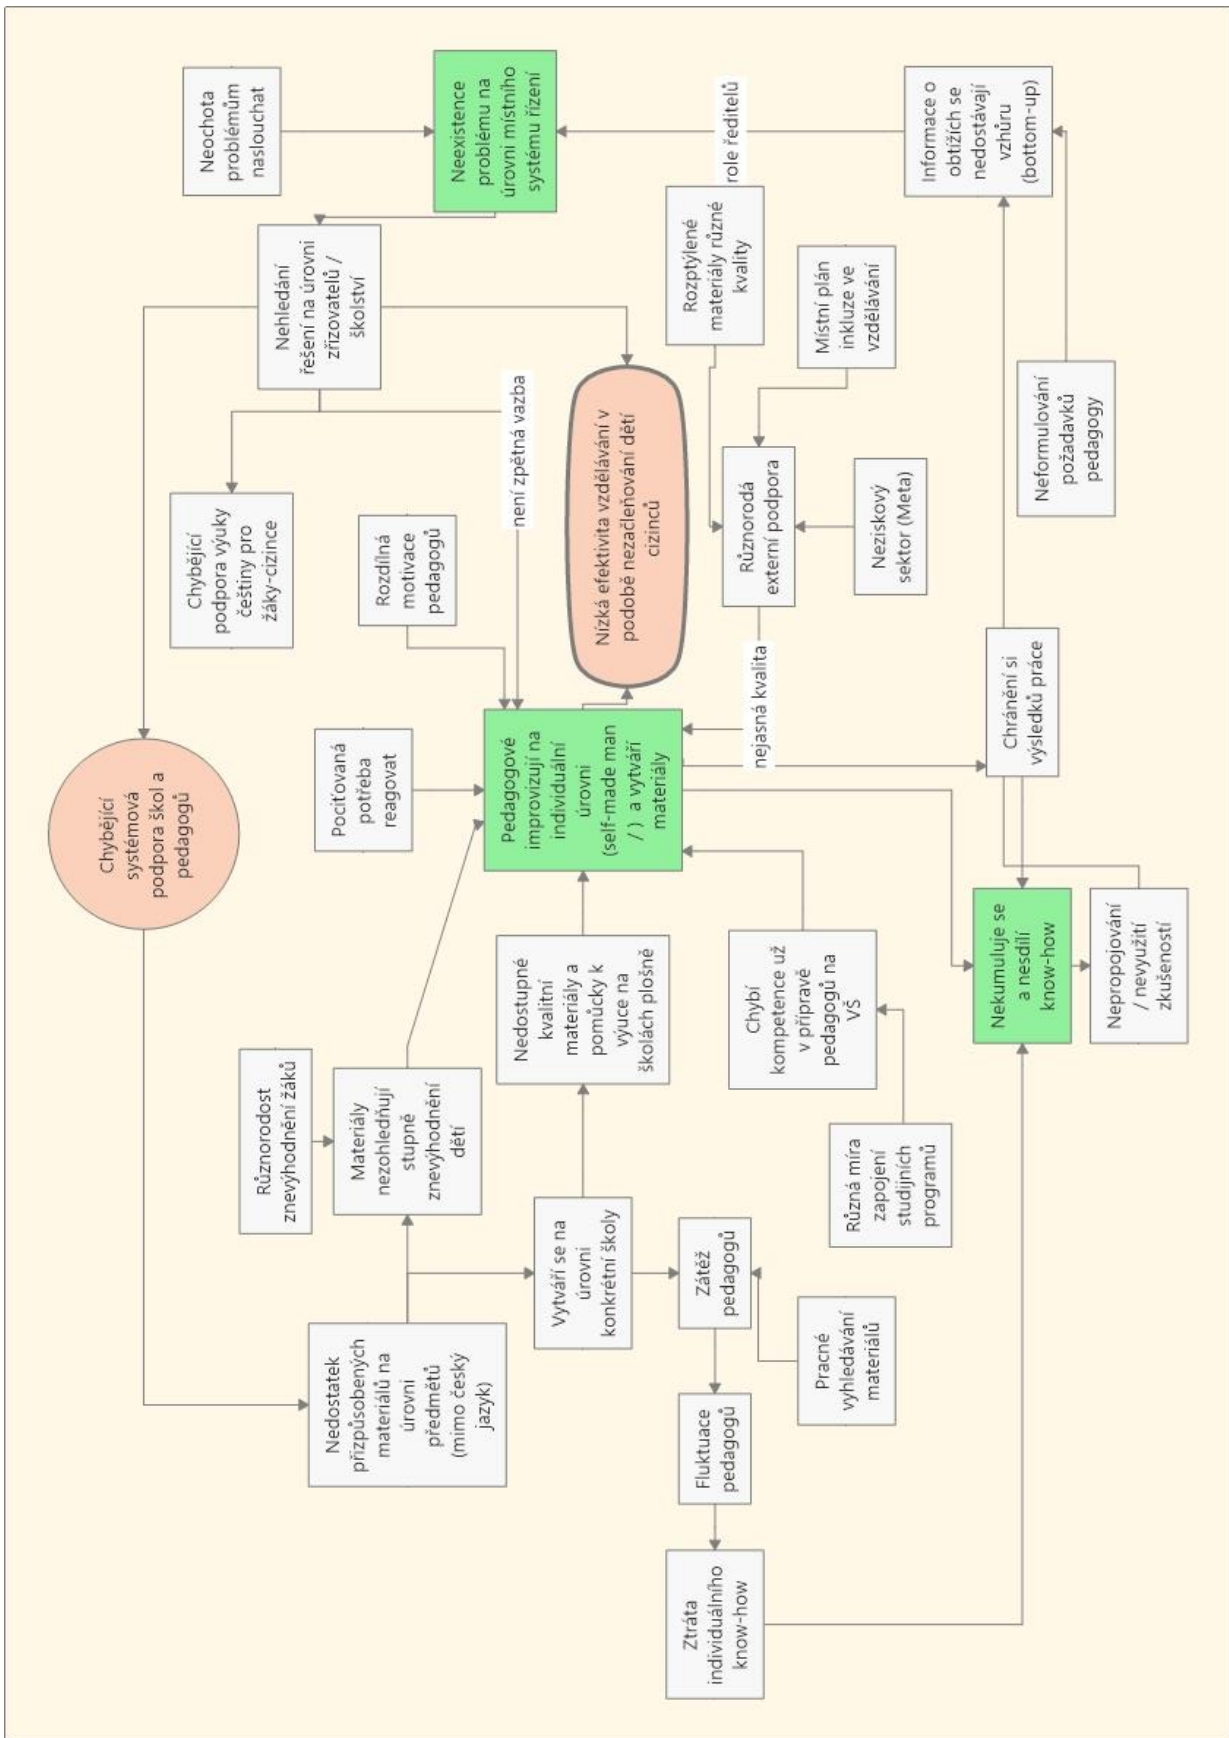 Chybějící
systémová
podpora škol a
pedagogů
Chybějící
podpora výuky
češtiny pro
žáky-cizince
Neochota
problémům
naslouchat
Různorodost
znevýhodnění žáků
Nehledání
řešení na úrovni
zřizovatelů /
školství
Nedostatek
přizpůsobených
materiálů na
úrovni
předmětů
(mimo český
jazyk)
Materiály
nezohledňují
stupně
znevýhodnění
dětí
Pociťovaná
potřeba
reagovat
Rozdílná
motivace
pedagogů
Neexistence
problému na
úrovni místního
systému řízení
není zpětná vazba
Nedostupné
kvalitní
materiály a
pomůcky k
výuce na
školách plošně
Pedagogové
improvizují na
individuální
úrovni
(self-made man
/ ) a vytváří
materiály
Vytváří se na
úrovni
konkrétní školy
Nízká efektivita vzdělávání v
podobě nezačleňování dětí
cizinců
Ztráta
individuálního
know-how
Fluktuace
pedagogů
Zátěž
pedagogů
Rozptýlené
materiály různé
kvality
role ředitelů
Různorodá
externí podpora
nejasná kvalita
Chybí
kompetence už
v přípravě
pedagogů na
VŠ
Pracné
vyhledávání
materiálů
Místní plán
inkluze ve
vzdělávání
Různá míra
zapojení
studijních
programů
Neziskový
sektor (Meta)
Informace o
obtížích se
nedostávají
vzhůru
(bottom-up)
Nekumuluje se
a nesdílí
know-how
Chránění si
výsledků práce
Neformulování
požadavků
pedagogy
Nepropojování
/ nevyužití
zkušeností